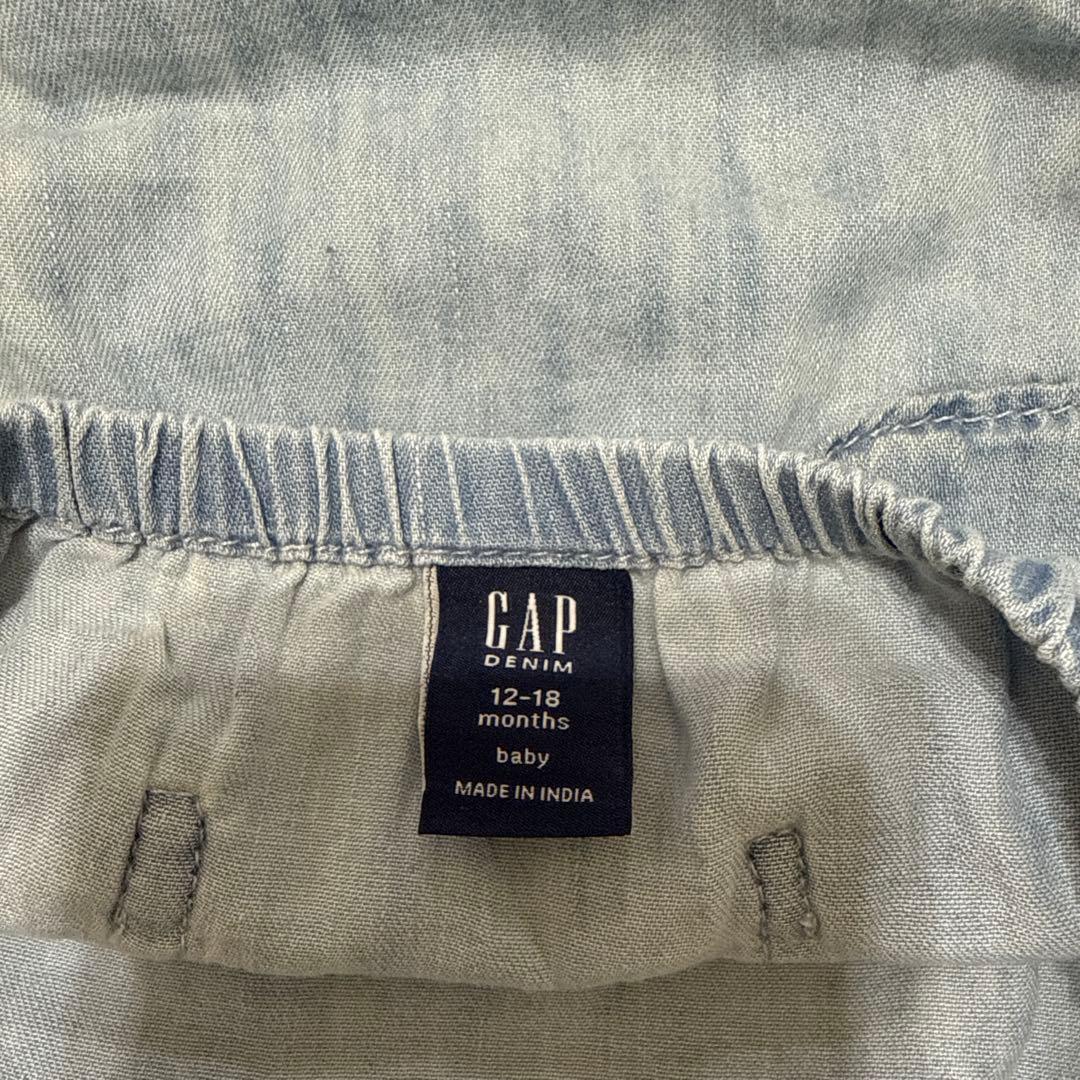 GAP
DENIM
12-18
months
baby
MADE IN INDIA